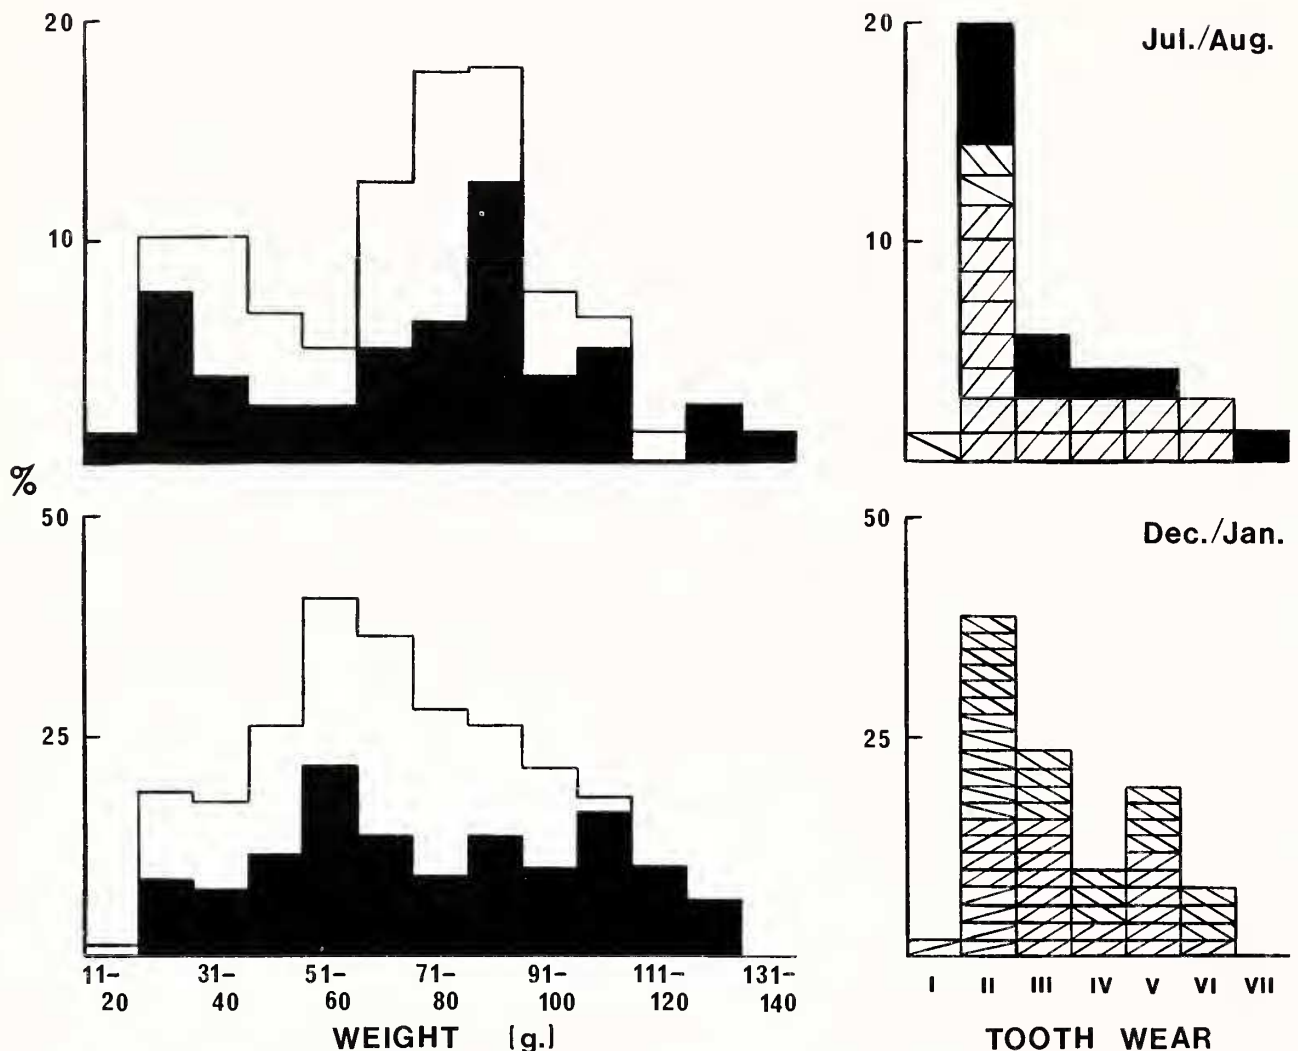 20
10
%
50
25
11– 31– 51– 71– 91– 111– 131–
20 40 60 80 100 120 140
WEIGHT (g.)
20
Jul./Aug.
10
50
Dec./Jan.
25
I II III IV V VI VII
TOOTH WEAR